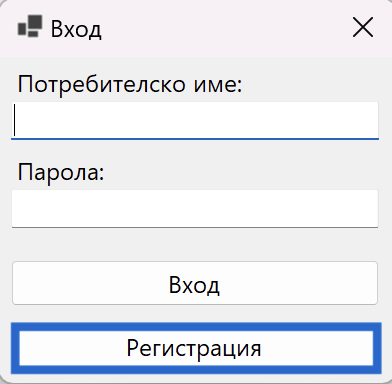 Вход
Потребителско име:
Парола:
Вход
Регистрация